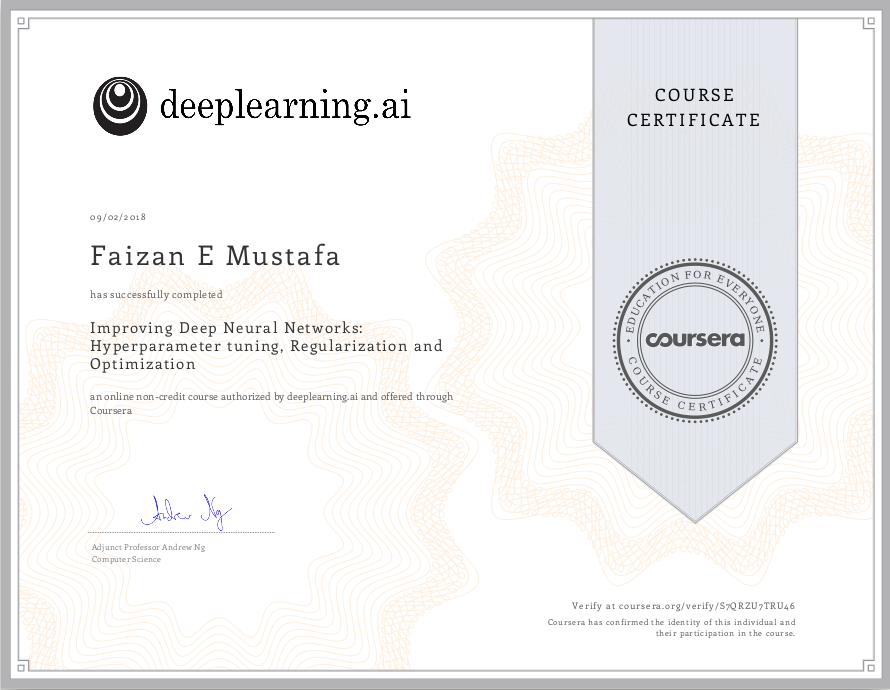 deeplearning.ai
COURSE
CERTIFICATE
09/02/2018
Faizan E Mustafa
has successfully completed
Improving Deep Neural Networks:
Hyperparameter tuning, Regularization and
Optimization
an online non-credit course authorized by deeplearning.ai and offered through
Coursera
EDUCATION FOR EVERYONE
coursera
COURSE CERTIFICATE
Andrew Ng
Adjunct Professor Andrew Ng
Computer Science
Verify at coursera.org/verify/S7QRZU7TRU46
Coursera has confirmed the identity of this individual and
their participation in the course.